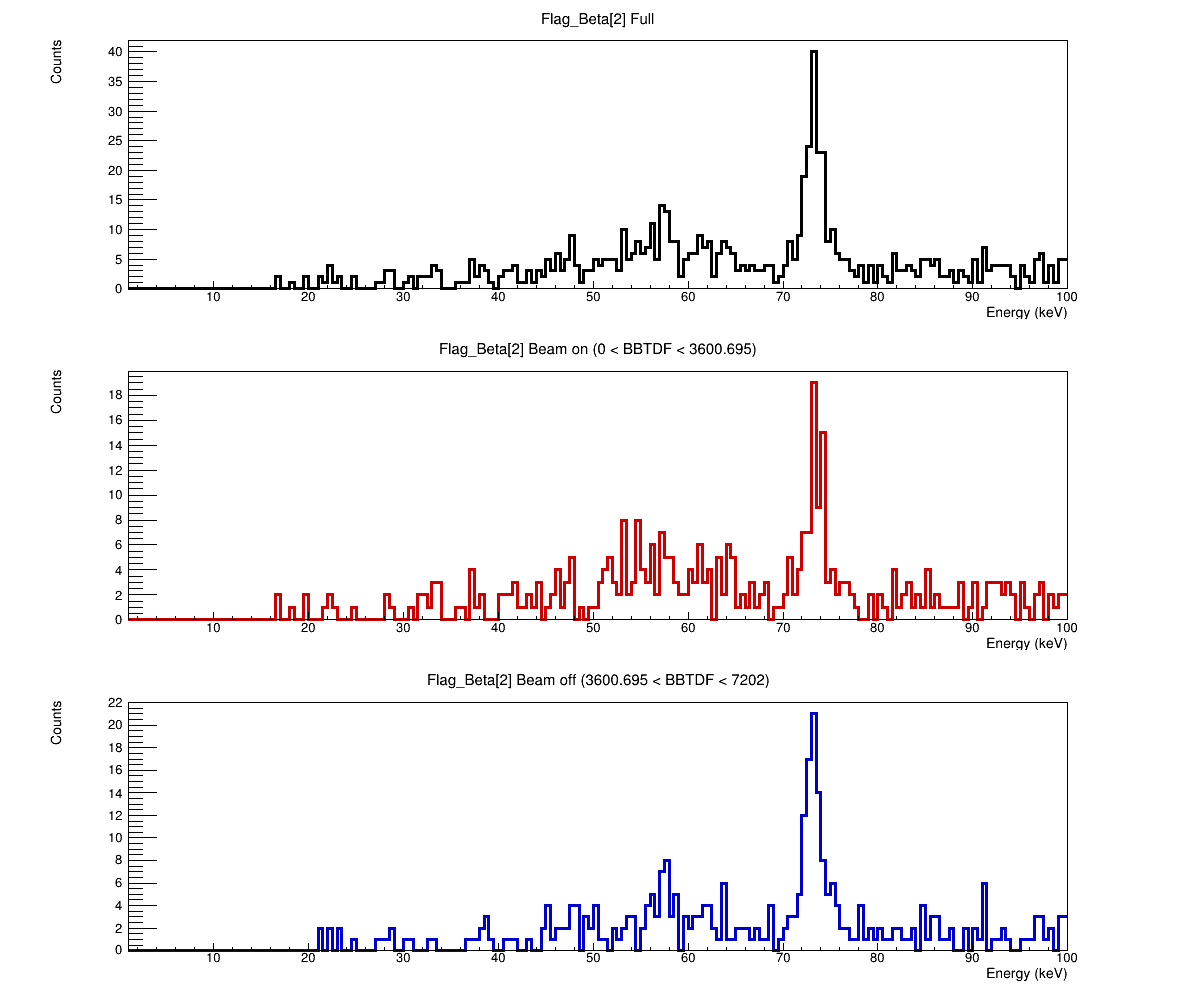 Flag_Beta[2] Full
Counts
40
35
30
25
20
15
10
5
0
10 20 30 40 50 60 70 80 90 100
Energy (keV)
Flag_Beta[2] Beam on (0 < BBTDF < 3600.695)
Counts
18
16
14
12
10
8
6
4
2
0
10 20 30 40 50 60 70 80 90 100
Energy (keV)
Flag_Beta[2] Beam off (3600.695 < BBTDF < 7202)
Counts
22
20
18
16
14
12
10
8
6
4
2
0
10 20 30 40 50 60 70 80 90 100
Energy (keV)